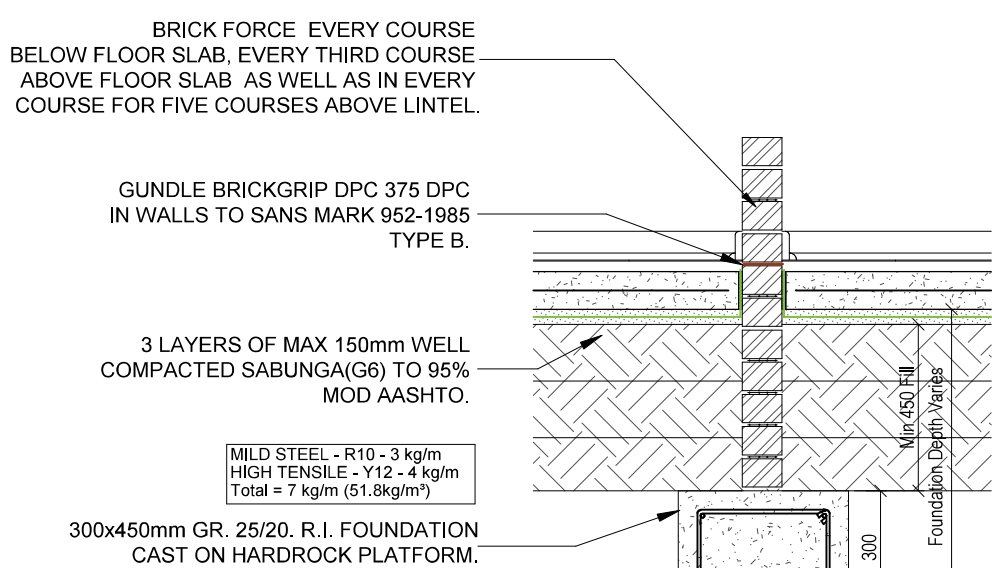 BRICK FORCE EVERY COURSE
BELOW FLOOR SLAB, EVERY THIRD COURSE
ABOVE FLOOR SLAB AS WELL AS IN EVERY
COURSE FOR FIVE COURSES ABOVE LINTEL.
GUNDLE BRICKGRIP DPC 375 DPC
IN WALLS TO SANS MARK 952-1985
TYPE B.
3 LAYERS OF MAX 150mm WELL
COMPACTED SABUNGA(G6) TO 95%
MOD AASHTO.
MILD STEEL - R10 - 3 kg/m
HIGH TENSILE - Y12 - 4 kg/m
Total = 7 kg/m (51.8kg/m³)
300x450mm GR. 25/20. R.I. FOUNDATION
CAST ON HARDROCK PLATFORM.
Min 450 Fill
Foundation Depth Varies
300